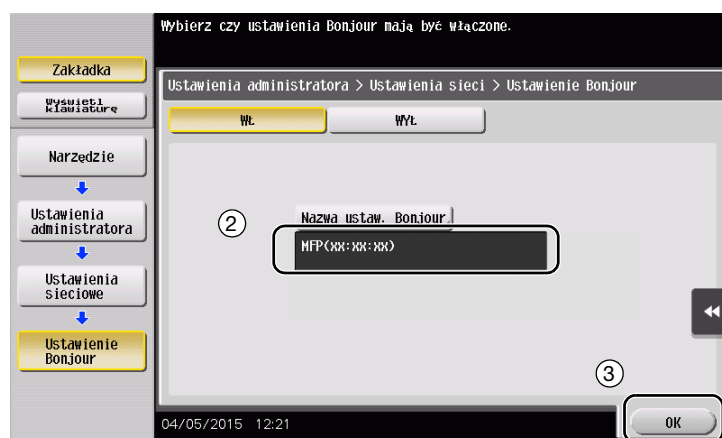 Wybierz czy ustawienia Bonjour mają być włączone.
Zakładka
Wyświetl
klawiaturę
Ustawienia administratora > Ustawienia sieci > Ustawienie Bonjour
WŁ.
WYŁ.
Narzędzie
Ustawienia
administratora
Ustawienia
sieciowe
Ustawienie
Bonjour
2
Nazwa ustaw. Bonjour
MFP(xx:xx:xx)
3
04/05/2015 12:21
OK